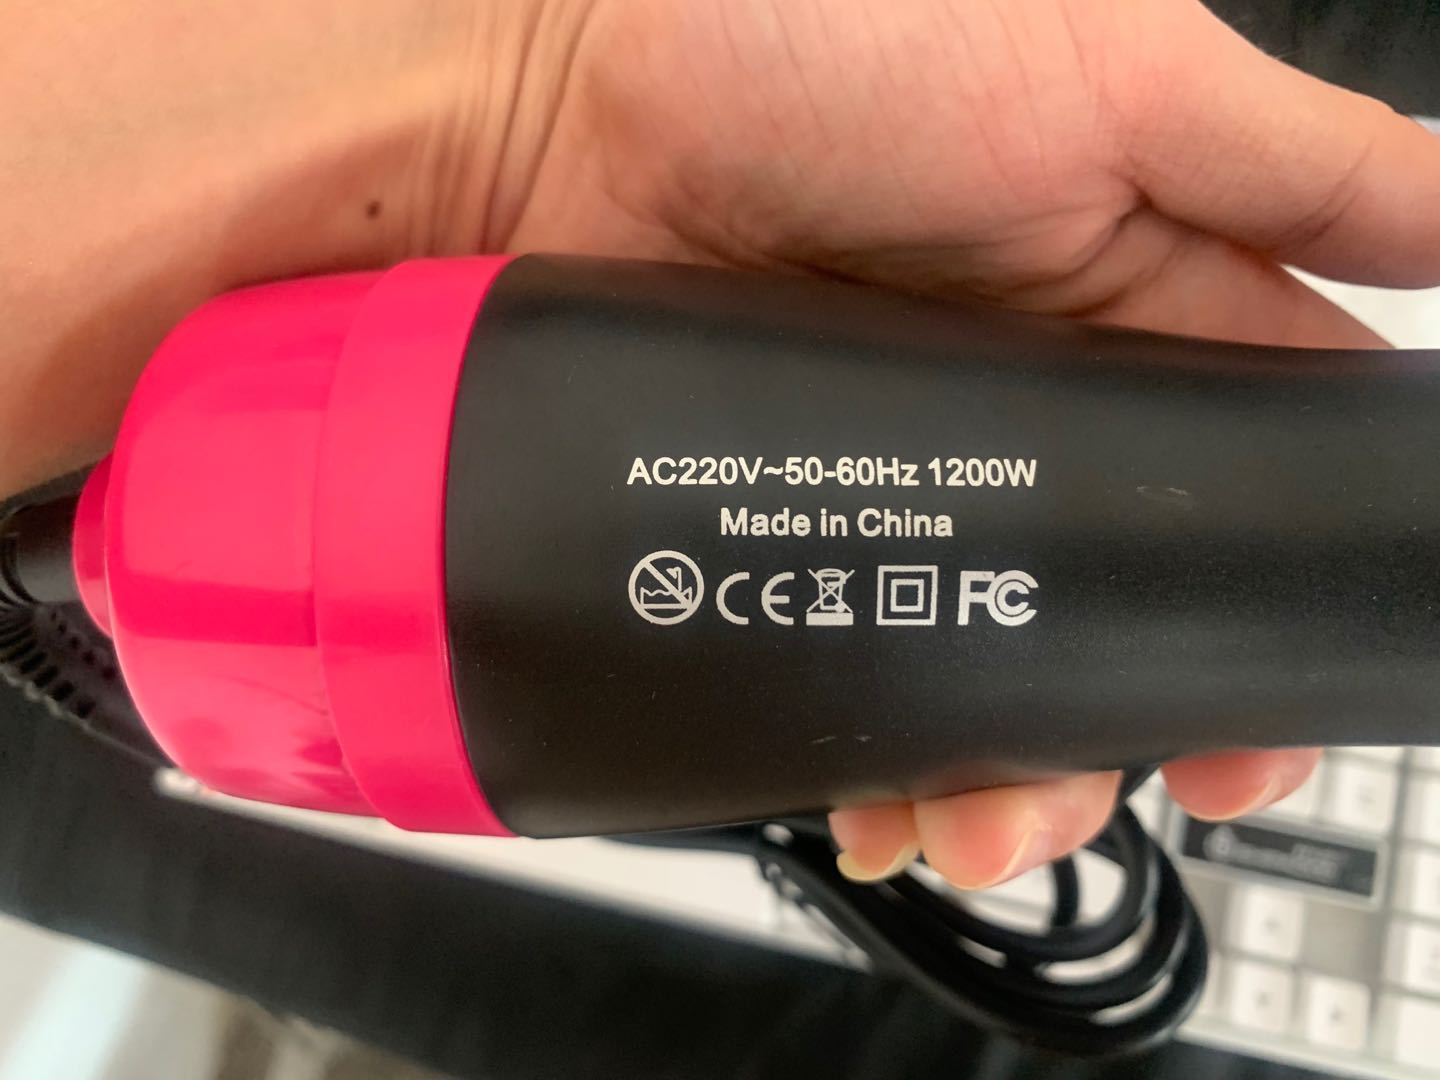 AC220V~50-60Hz 1200W
Made in China
CE FC